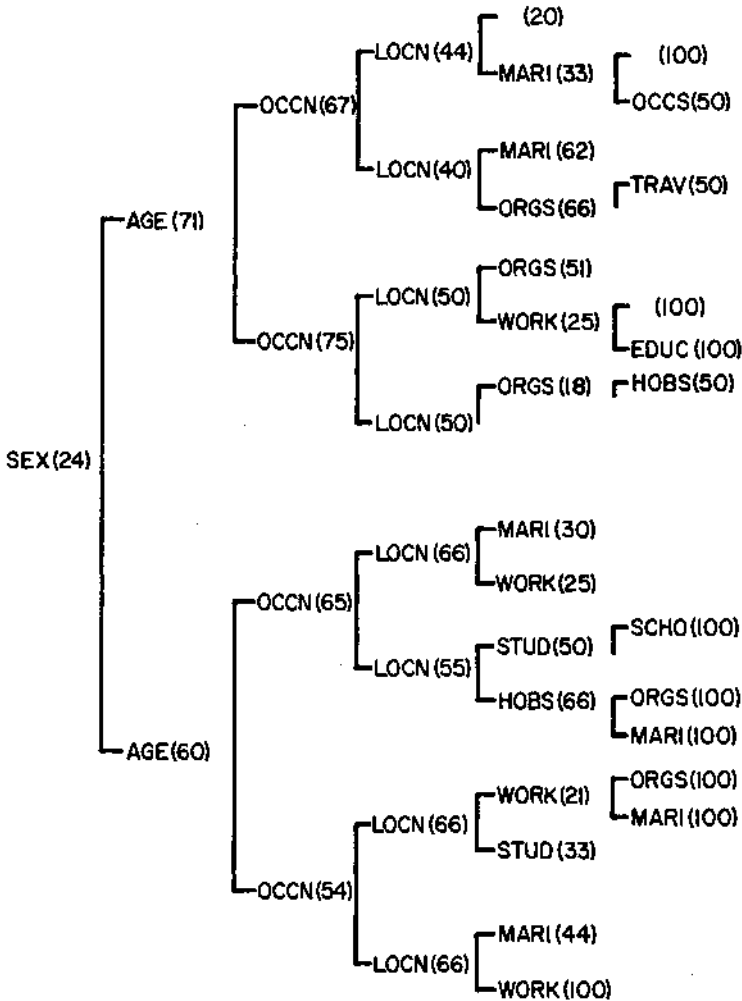 (20)
LOCN(44)
MARI(33)
(100)
OCCS(50)
OCCN(67)
LOCN(40)
MARI(62)
ORGS(66)
TRAV(50)
AGE(71)
LOCN(50)
ORGS(51)
WORK(25)
(100)
EDUC(100)
OCCN(75)
LOCN(50)
ORGS(18)
HOBS(50)
SEX(24)
LOCN(66)
MARI(30)
WORK(25)
OCCN(65)
LOCN(55)
STUD(50)
SCHO(100)
HOBS(66)
ORGS(100)
MARI(100)
AGE(60)
LOCN(66)
WORK(21)
ORGS(100)
MARI(100)
STUD(33)
OCCN(54)
LOCN(66)
MARI(44)
WORK(100)